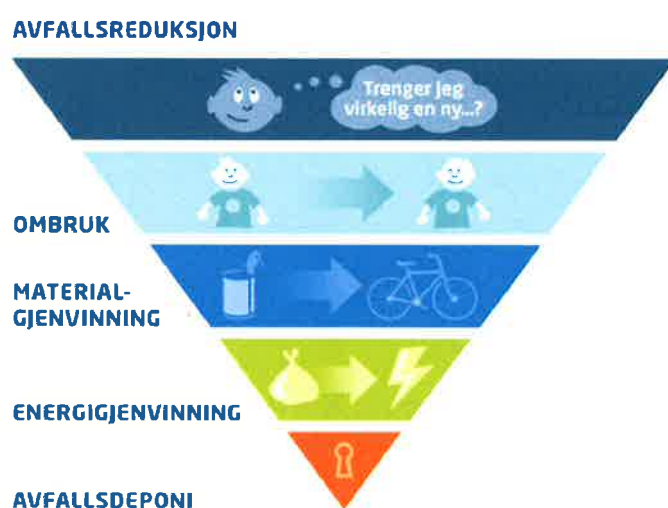 AVFALLSREDUKSJON
Trenger jeg
virkelig en ny...?
OMBRUK
MATERIAL-
GJENVINNING
ENERGIGJENVINNING
AVFALLSDEPONI